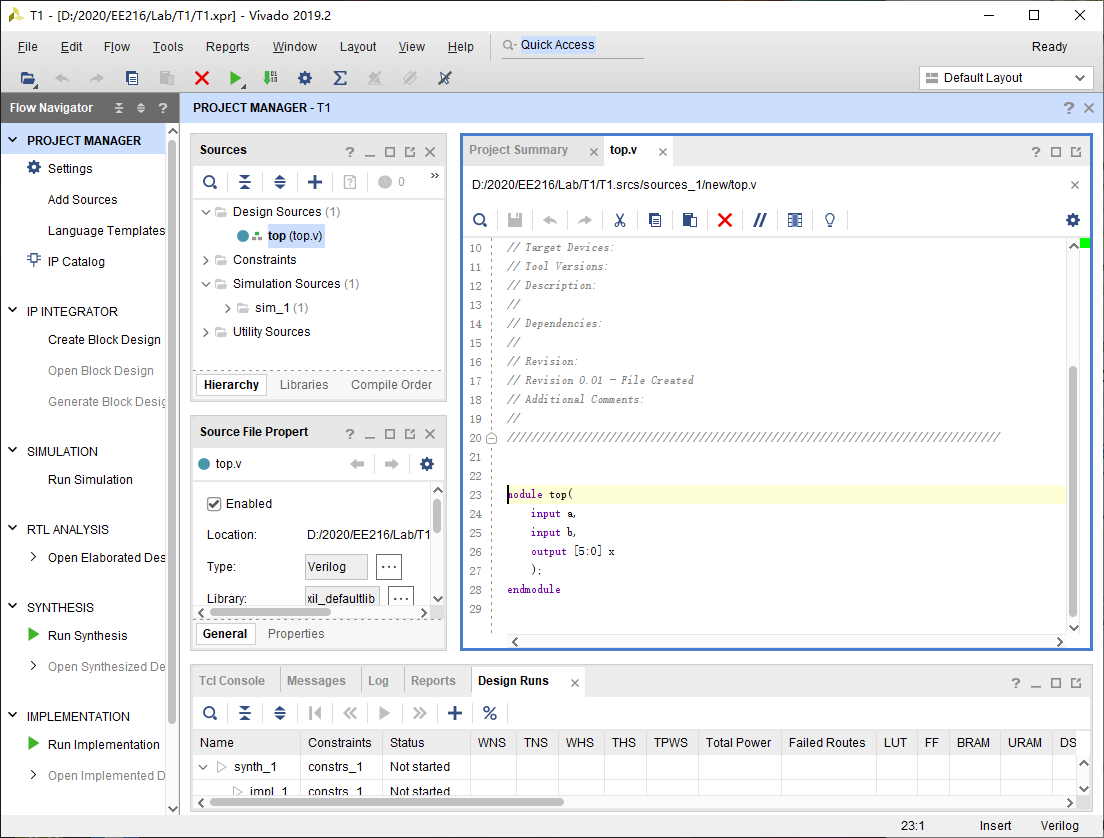 T1 - [D:/2020/EE216/Lab/T1/T1.xpr] - Vivado 2019.2
File Edit Flow Tools Reports Window Layout View Help Quick Access Ready
Default Layout
Flow Navigator ?
PROJECT MANAGER
Settings
Add Sources
Language Templates
IP Catalog
IP INTEGRATOR
Create Block Design
Open Block Design
Generate Block Desig
SIMULATION
Run Simulation
RTL ANALYSIS
Open Elaborated Des
SYNTHESIS
Run Synthesis
Open Synthesized De
IMPLEMENTATION
Run Implementation
Open Implemented D
PROJECT MANAGER - T1 ?
Sources ?
? 0 »
Design Sources (1)
top (top.v)
Constraints
Simulation Sources (1)
sim_1 (1)
Utility Sources
Hierarchy Libraries Compile Order
Source File Propert ?
top.v
Enabled
Location: D:/2020/EE216/Lab/T1
Type: Verilog ...
Library: xil_defaultlib ...
General Properties
Project Summary top.v ?
D:/2020/EE216/Lab/T1/T1.srcs/sources_1/new/top.v
10 // Target Devices:
11 // Tool Versions:
12 // Description:
13 //
14 // Dependencies:
15 //
16 // Revision:
17 // Revision 0.01 - File Created
18 // Additional Comments:
19 //
20 //////////////////////////////////////////////////////////////////////////////////
21
22
23 module top(
24 input a,
25 input b,
26 output [5:0] x
27 );
28 endmodule
29
Tcl Console Messages Log Reports Design Runs ?
Name Constraints Status WNS TNS WHS THS TPWS Total Power Failed Routes LUT FF BRAM URAM DS
synth_1 constrs_1 Not started
impl_1 constrs_1 Not started
23:1 Insert Verilog